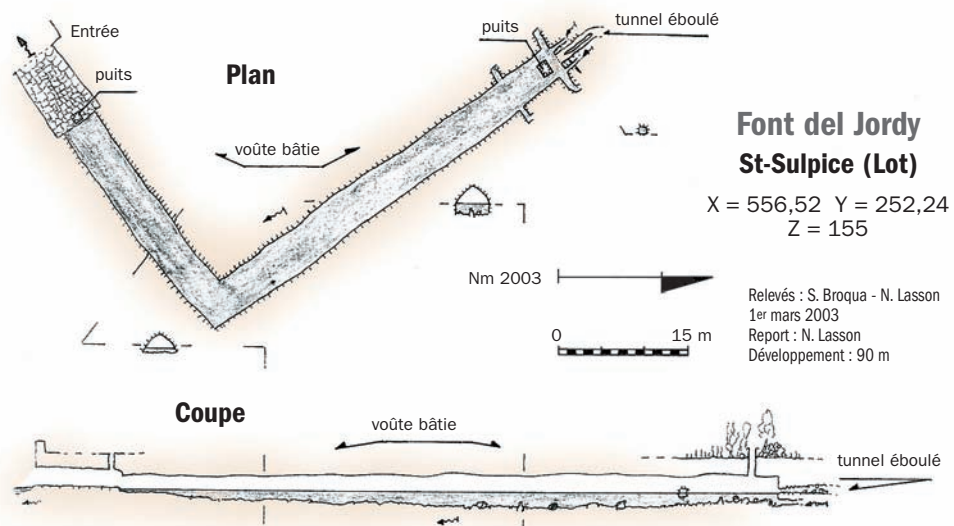 Entrée
puits
Plan
puits
tunnel éboulé
voûte bâtie
Font del Jordy
St-Sulpice (Lot)
X = 556,52 Y = 252,24
Z = 155
Nm 2003
0 15 m
Relevés : S. Broqua - N. Lasson
1er mars 2003
Report : N. Lasson
Développement : 90 m
Coupe
voûte bâtie
tunnel éboulé